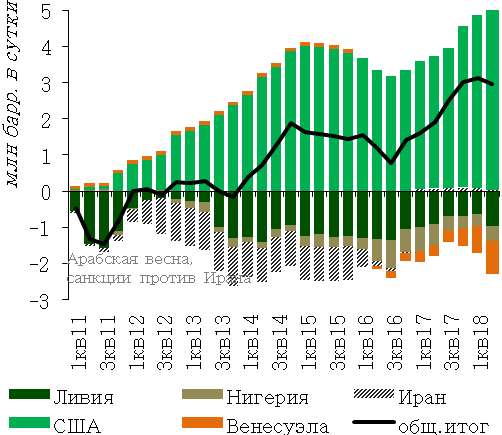 млн барр. в сутки
5
4
3
2
1
0
-1
-2
-3
Арабская весна,
санкции против Ирана
1кв11
3кв11
1кв12
3кв12
1кв13
3кв13
1кв14
3кв14
1кв15
3кв15
1кв16
3кв16
1кв17
3кв17
1кв18
Ливия
Нигерия
Иран
США
Венесуэла
общ.итог